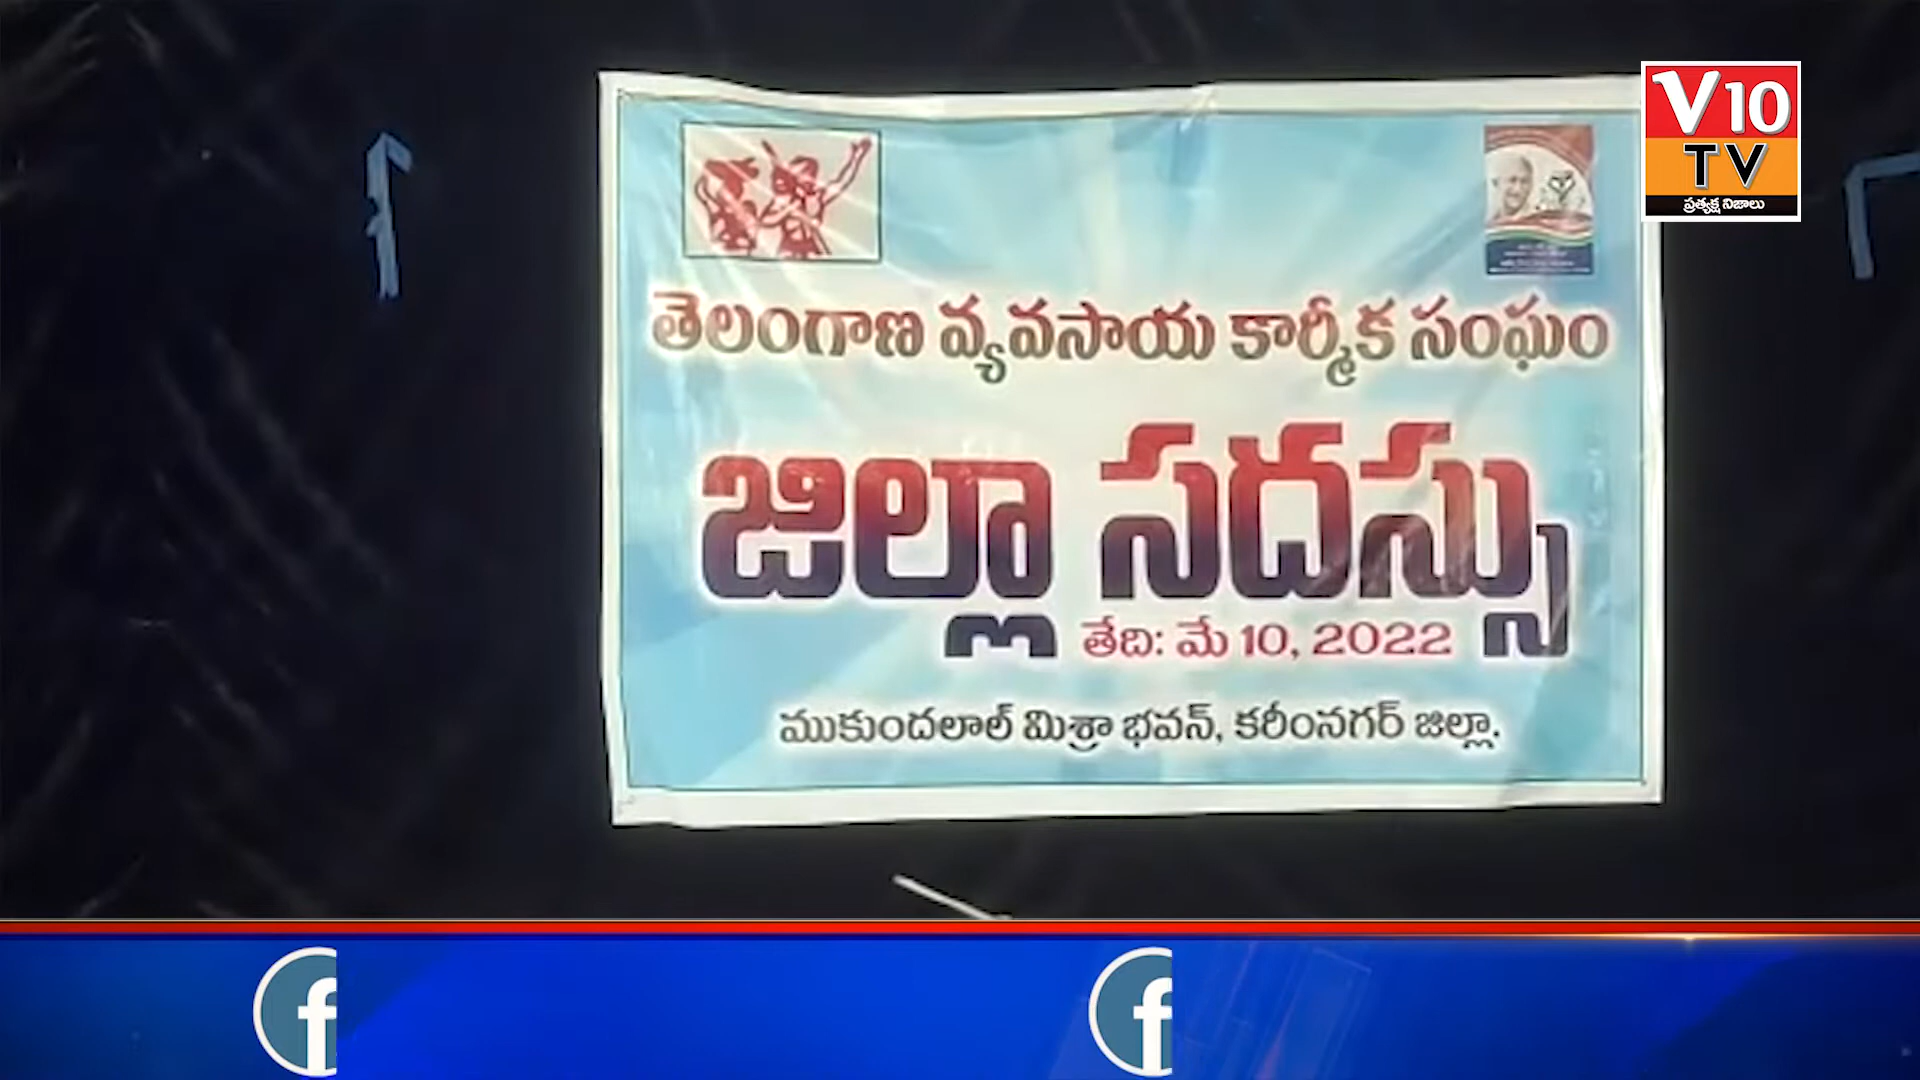 V10
TV
ప్రత్యక్ష నిజాలు
తెలంగాణ వ్యవసాయ కార్మిక సంఘం
జిల్లా సదస్సు
తేది: మే 10, 2022
ముకుందలాల్ మిశ్రా భవన్, కరీంనగర్ జిల్లా.